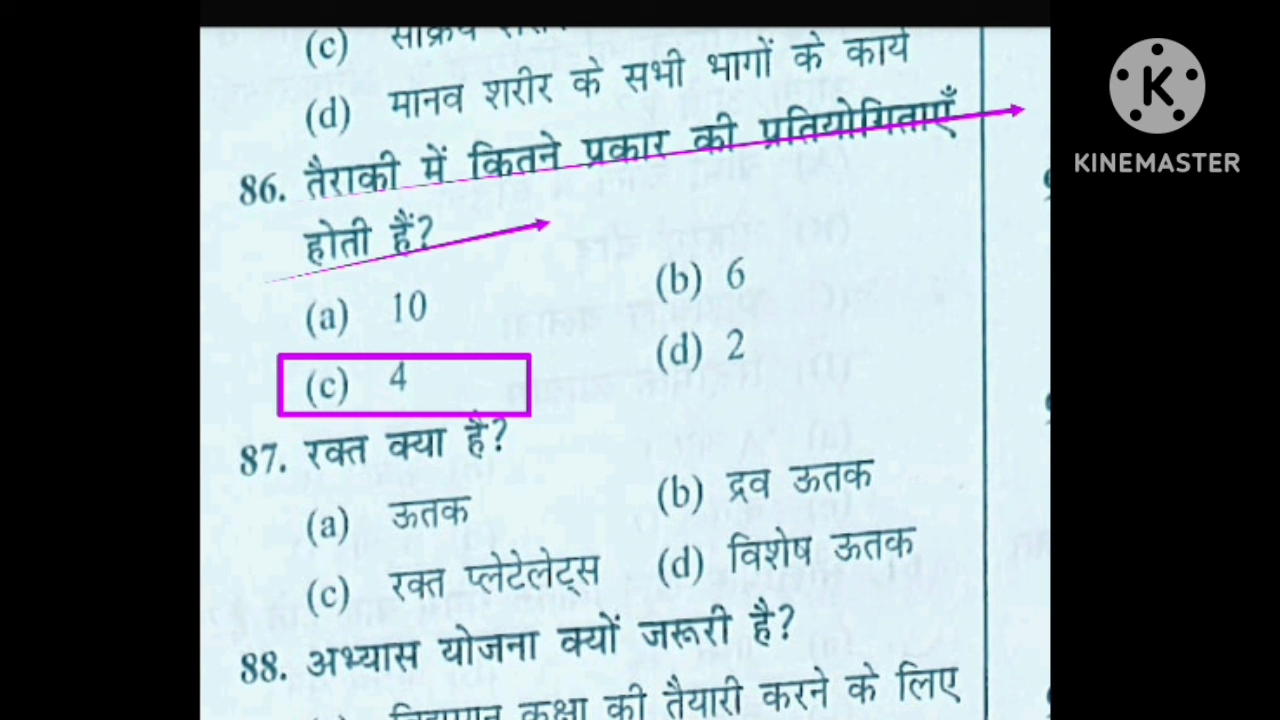 (c) सक्रिय
(d) मानव शरीर के सभी भागों के कार्य
86. तैराकी में कितने प्रकार की प्रतियोगिताएँ
होती हैं?
(a) 10 (b) 6
(c) 4 (d) 2
87. रक्त क्या है?
(a) ऊतक (b) द्रव ऊतक
(c) रक्त प्लेटेलेट्स (d) विशेष ऊतक
88. अभ्यास योजना क्यों जरूरी है?
कक्षा की तैयारी करने के लिए
K
KINEMASTER